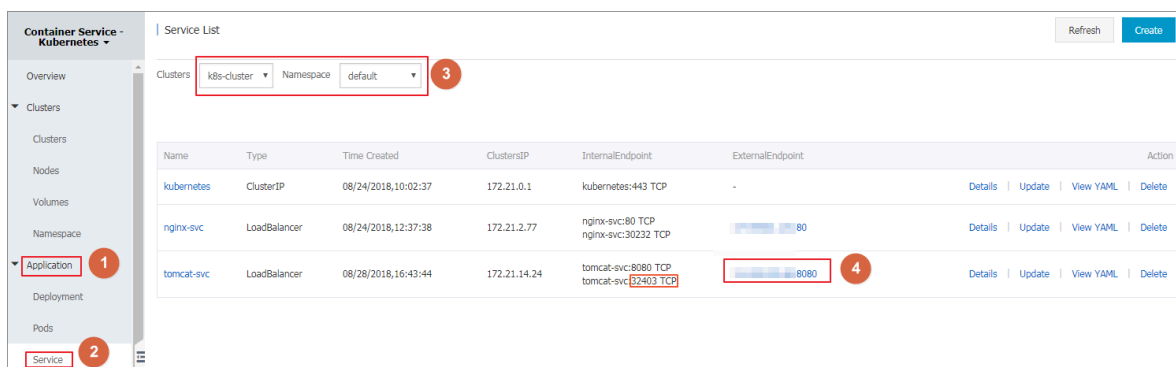 Container Service -
Kubernetes
Service List
Refresh
Create
Overview
Clusters
k8s-cluster
Namespace
default
3
Clusters
Clusters
Nodes
Volumes
Namespace
1
Application
Deployment
Pods
2
Service
Name Type Time Created ClustersIP InternalEndpoint ExternalEndpoint Action
kubernetes ClusterIP 08/24/2018,10:02:37 172.21.0.1 kubernetes:443 TCP - Details | Update | View YAML | Delete
nginx-svc LoadBalancer 08/24/2018,12:37:38 172.21.2.77 nginx-svc:80 TCP
nginx-svc:30232 TCP
80 Details | Update | View YAML | Delete
tomcat-svc LoadBalancer 08/28/2018,16:43:44 172.21.14.24 tomcat-svc:8080 TCP
tomcat-svc:32403 TCP
8080 4 Details | Update | View YAML | Delete